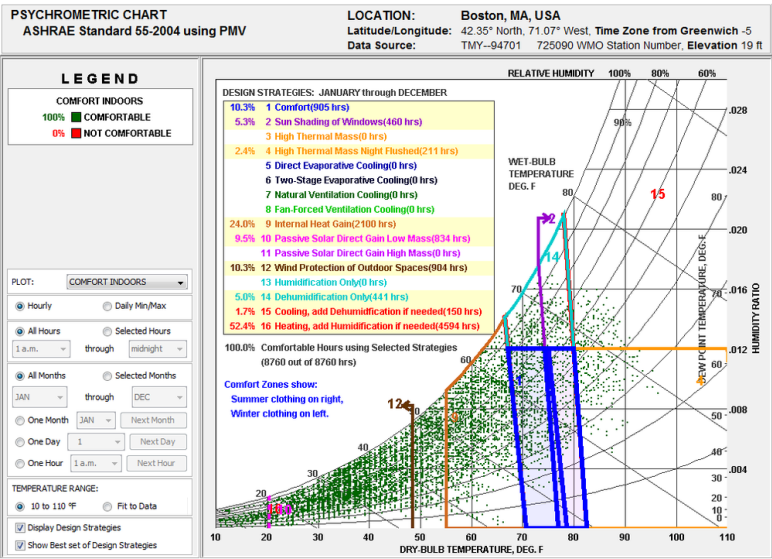 PSYCHROMETRIC CHART
ASHRAE Standard 55-2004 using PMV
LOCATION: Boston, MA, USA
Latitude/Longitude: 42.35° North, 71.07° West, Time Zone from Greenwich -5
Data Source: TMY--94701 725090 WMO Station Number, Elevation 19 ft
LEGEND
COMFORT INDOORS
100% COMFORTABLE
0% NOT COMFORTABLE
PLOT: COMFORT INDOORS
Hourly Daily Min/Max
All Hours Selected Hours
1 a.m. through midnight
All Months Selected Months
JAN through DEC
One Month JAN Next Month
One Day 1 Next Day
One Hour 1 a.m. Next Hour
TEMPERATURE RANGE:
10 to 110 °F Fit to Data
Display Design Strategies
Show Best set of Design Strategies
RELATIVE HUMIDITY 100% 80% 60%
DESIGN STRATEGIES: JANUARY through DECEMBER
10.3% 1 Comfort(905 hrs)
5.3% 2 Sun Shading of Windows(460 hrs)
3 High Thermal Mass(0 hrs)
2.4% 4 High Thermal Mass Night Flushed(211 hrs)
5 Direct Evaporative Cooling(0 hrs)
6 Two-Stage Evaporative Cooling(0 hrs)
7 Natural Ventilation Cooling(0 hrs)
8 Fan-Forced Ventilation Cooling(0 hrs)
24.0% 9 Internal Heat Gain(2100 hrs)
9.5% 10 Passive Solar Direct Gain Low Mass(834 hrs)
11 Passive Solar Direct Gain High Mass(0 hrs)
10.3% 12 Wind Protection of Outdoor Spaces(904 hrs)
13 Humidification Only(0 hrs)
5.0% 14 Dehumidification Only(441 hrs)
1.7% 15 Cooling, add Dehumidification if needed(150 hrs)
52.4% 16 Heating, add Humidification if needed(4594 hrs)
100.0% Comfortable Hours using Selected Strategies
(8760 out of 8760 hrs)
Comfort Zones show:
Summer clothing on right,
Winter clothing on left.
90%
WET-BULB
TEMPERATURE
DEG. F
80
15
80
2
14
70
70
60
60
1
4
12
50
9
50
40
40
30
30
20
20
10
0
.028
.024
.020
.016
.012
.008
.004
DEW POINT TEMPERATURE, DEG. F
HUMIDITY RATIO
10 20 30 40 50 60 70 80 90 100 110
DRY-BULB TEMPERATURE, DEG. F